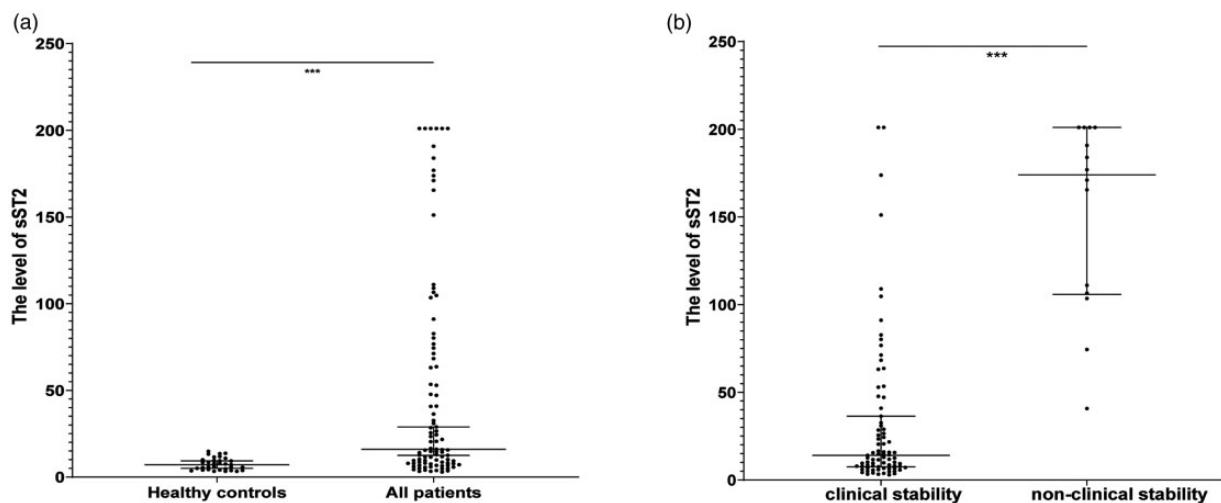 (a)
250
200
150
100
50
0
The level of sST2
***
Healthy controls
All patients
(b)
250
200
150
100
50
0
The level of sST2
***
clinical stability
non-clinical stability